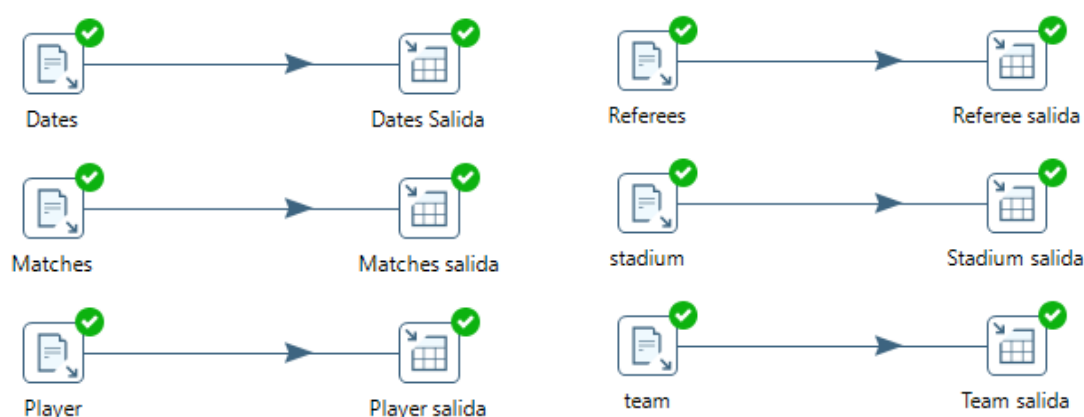 Dates
Dates Salida
Referees
Referee salida
Matches
Matches salida
stadium
Stadium salida
Player
Player salida
team
Team salida